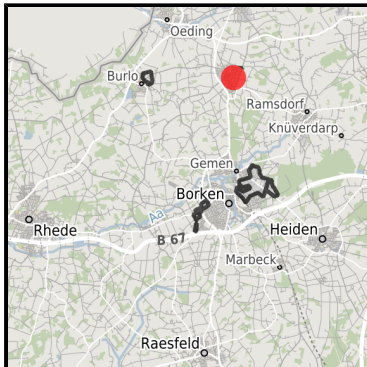 Oeding
Burlo
Ramsdorf
Knüverdarp
Gemen
Borken
Aa
Rhede
B 67
Heiden
Marbeck
Raesfeld